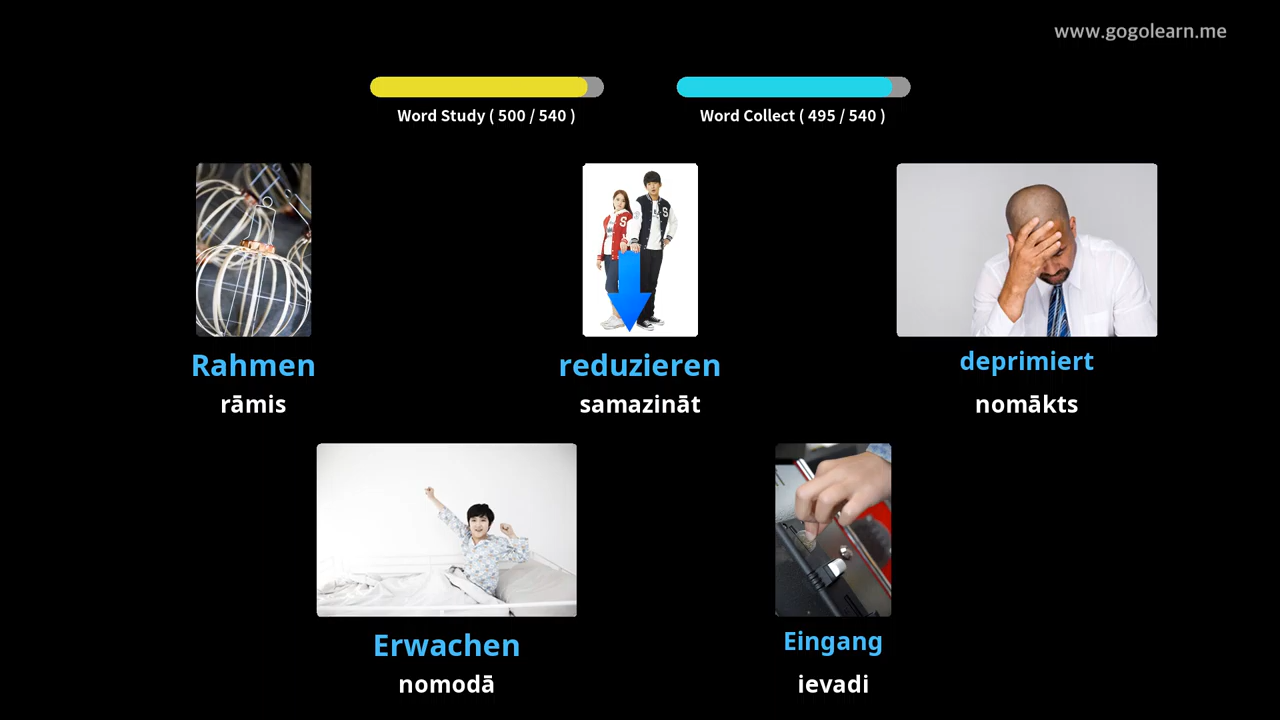 www.gogolearn.me
Word Study ( 500 / 540 )
Word Collect ( 495 / 540 )
Rahmen
rāmis
reduzieren
samazināt
deprimiert
nomākts
Erwachen
nomodā
Eingang
ievadi
S
S